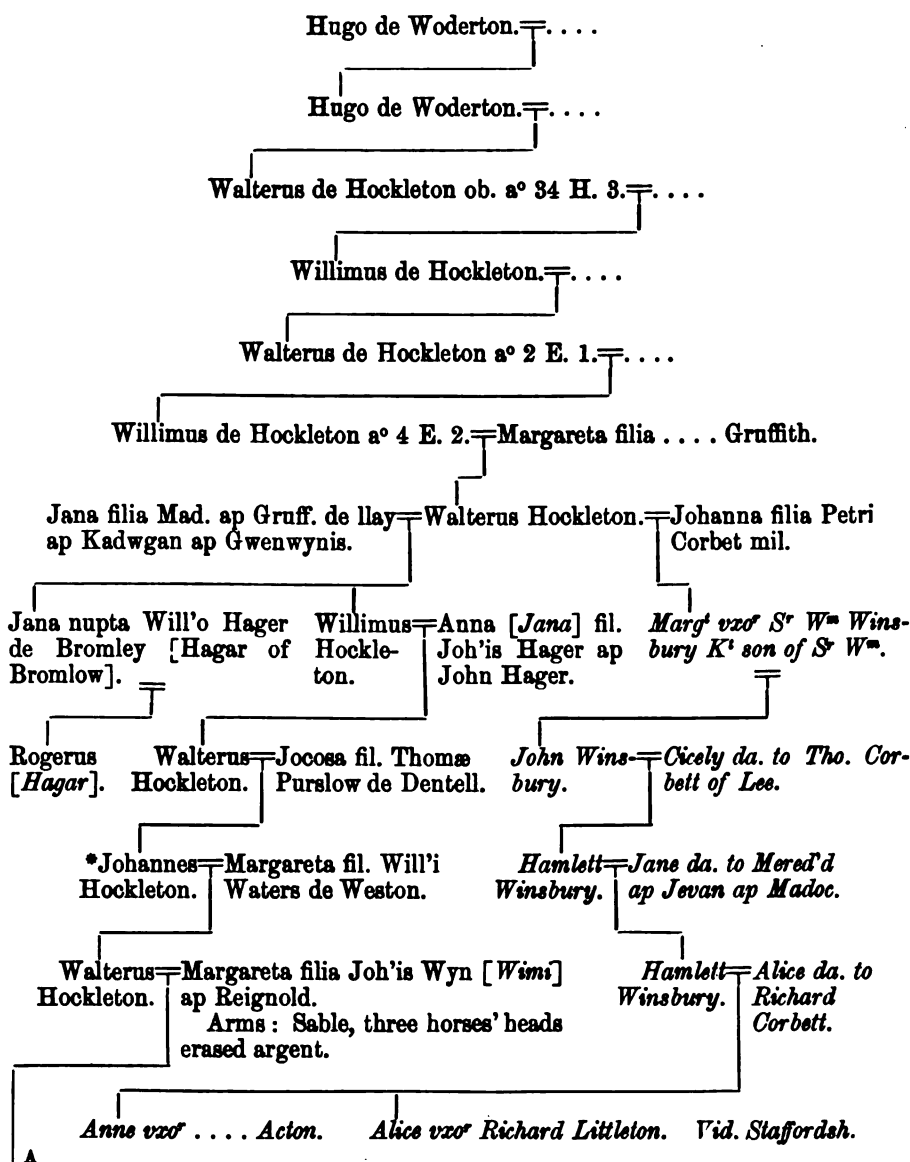 Hugo de Woderton.=. . . .
Hugo de Woderton.=. . . .
Walterus de Hockleton ob. aº 34 H. 3.=. . . .
Willimus de Hockleton.=. . . .
Walterus de Hockleton aº 2 E. 1.=. . . .
Willimus de Hockleton aº 4 E. 2.=Margareta filia . . . . Gruffith.
Jana filia Mad. ap Gruff. de llay
ap Kadwgan ap Gwenwynis.
=Walterus Hockleton.=
Johanna filia Petri
Corbet mil.
Jana nupta Will'o Hager
de Bromley [Hagar of
Bromlow].
=
Willimus=
Hockle-
ton.
Anna [Jana] fil.
Joh'is Hager ap
John Hager.
Margᵗ vxoʳ Sʳ Wᵐ Wins-
bury Kᵗ son of Sʳ Wᵐ.
=
Rogerus
[Hagar].
Walterus=
Hockleton.
Jocosa fil. Thomæ
Purslow de Dentell.
John Wins-=
bury.
Cicely da. to Tho. Cor-
bett of Lee.
*Johannes=
Hockleton.
Margareta fil. Will'i
Waters de Weston.
Hamlett=
Winsbury.
Jane da. to Mered'd
ap Jevan ap Madoc.
Walterus=
Hockleton.
Margareta filia Joh'is Wyn [Wimi]
ap Reignold.
Arms: Sable, three horses' heads
erased argent.
Hamlett=
Winsbury.
Alice da. to
Richard
Corbett.
Anne vxoʳ . . . . Acton.
Alice vxoʳ Richard Littleton.
Vid. Staffordsh.
A